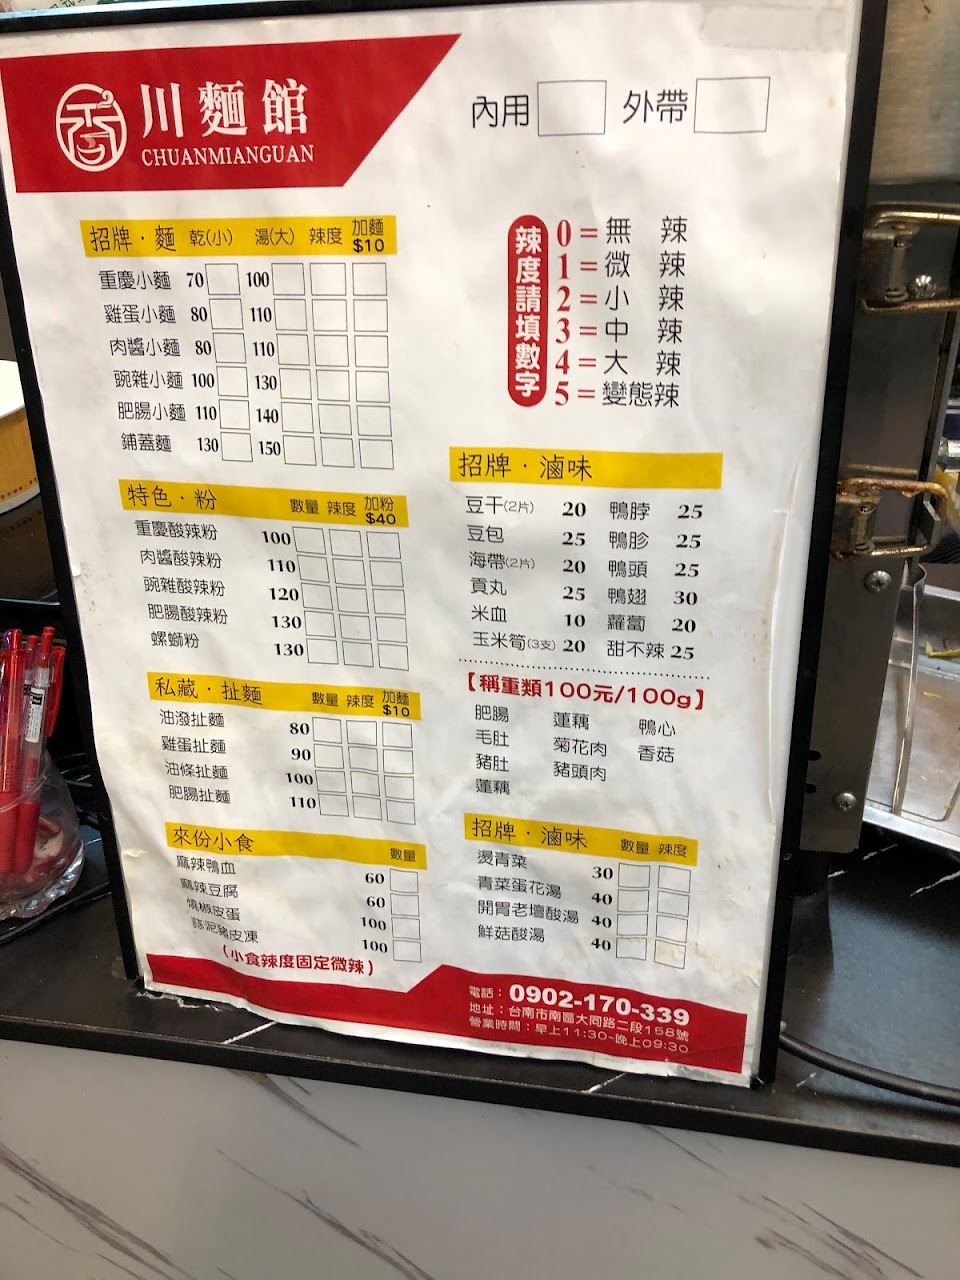 川麵館
CHUANMIANGUAN
內用 外帶
招牌·麵 乾(小) 湯(大) 辣度 加麵$10
重慶小麵 70 100
雞蛋小麵 80 110
肉醬小麵 80 110
豌雜小麵 100 130
肥腸小麵 110 140
鋪蓋麵 130 150
特色·粉 數量 辣度 加粉$40
重慶酸辣粉 100
肉醬酸辣粉 110
豌雜酸辣粉 120
肥腸酸辣粉 130
螺螄粉 130
私藏·扯麵 數量 辣度 加麵$10
油潑扯麵 80
雞蛋扯麵 90
油條扯麵 100
肥腸扯麵 110
來份小食 數量
麻辣鴨血 60
麻辣豆腐 60
燒椒皮蛋 100
蒜泥豬皮凍 100
(小食辣度固定微辣)
辣度請填數字
0=無辣
1=微辣
2=小辣
3=中辣
4=大辣
5=變態辣
招牌·滷味
豆干(2片) 20 鴨脖 25
豆包 25 鴨胗 25
海帶(2片) 20 鴨頭 25
貢丸 25 鴨翅 30
米血 10 蘿蔔 20
玉米筍(3支) 20 甜不辣 25
【稱重類100元/100g】
肥腸 蓮藕 鴨心
毛肚 菊花肉 香菇
豬肚 豬頭肉
蓮藕
招牌·滷味 數量 辣度
燙青菜 30
青菜蛋花湯 40
開胃老壇酸湯 40
鮮菇酸湯 40
電話：0902-170-339
地址：台南市南區大同路二段158號
營業時間：早上11:30~晚上09:30